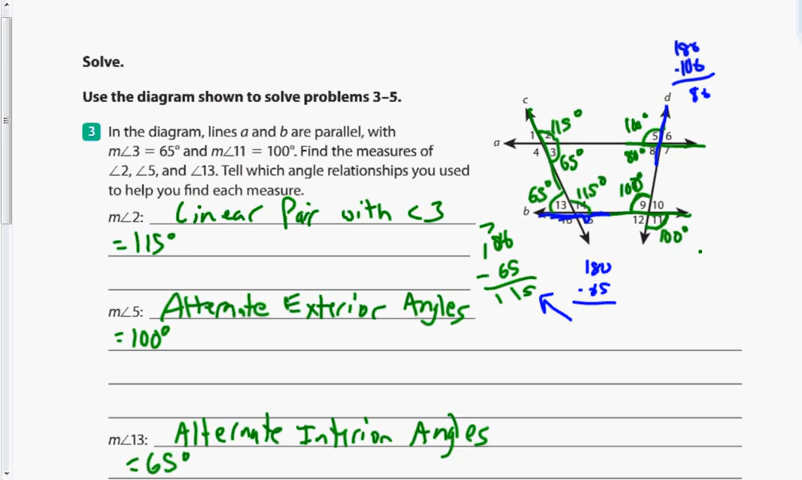 Solve.
Use the diagram shown to solve problems 3–5.
3 In the diagram, lines a and b are parallel, with
m∠3 = 65° and m∠11 = 100°. Find the measures of
∠2, ∠5, and ∠13. Tell which angle relationships you used
to help you find each measure.
m∠2: Linear Pair with <3
= 115°
m∠5: Alternate Exterior Angles
= 100°
m∠13: Alternate Interior Angles
= 65°
180
-106
c
d
115°
100°
1 2
5 6
a
4 3
8 7
65°
80°
65°
115°
100°
b
13 14
9 10
12 11
100°
- 65
115
180